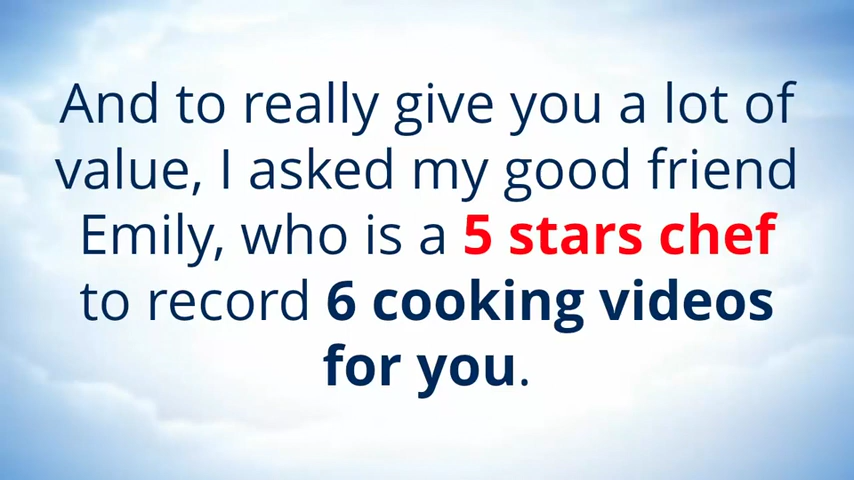 And to really give you a lot of
value, I asked my good friend
Emily, who is a 5 stars chef
to record 6 cooking videos
for you.